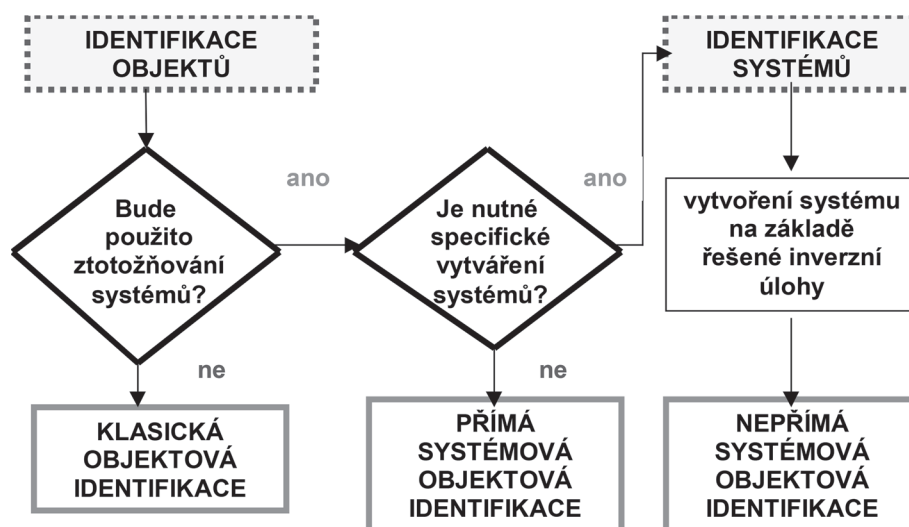 IDENTIFIKACE
OBJEKTŮ
IDENTIFIKACE
SYSTÉMŮ
Bude
použito
ztotožňování
systémů?
ano
Je nutné
specifické
vytváření
systémů?
ano
vytvoření systému
na základě
řešené inverzní
úlohy
ne
ne
KLASICKÁ
OBJEKTOVÁ
IDENTIFIKACE
PŘÍMÁ
SYSTÉMOVÁ
OBJEKTOVÁ
IDENTIFIKACE
NEPŘÍMÁ
SYSTÉMOVÁ
OBJEKTOVÁ
IDENTIFIKACE